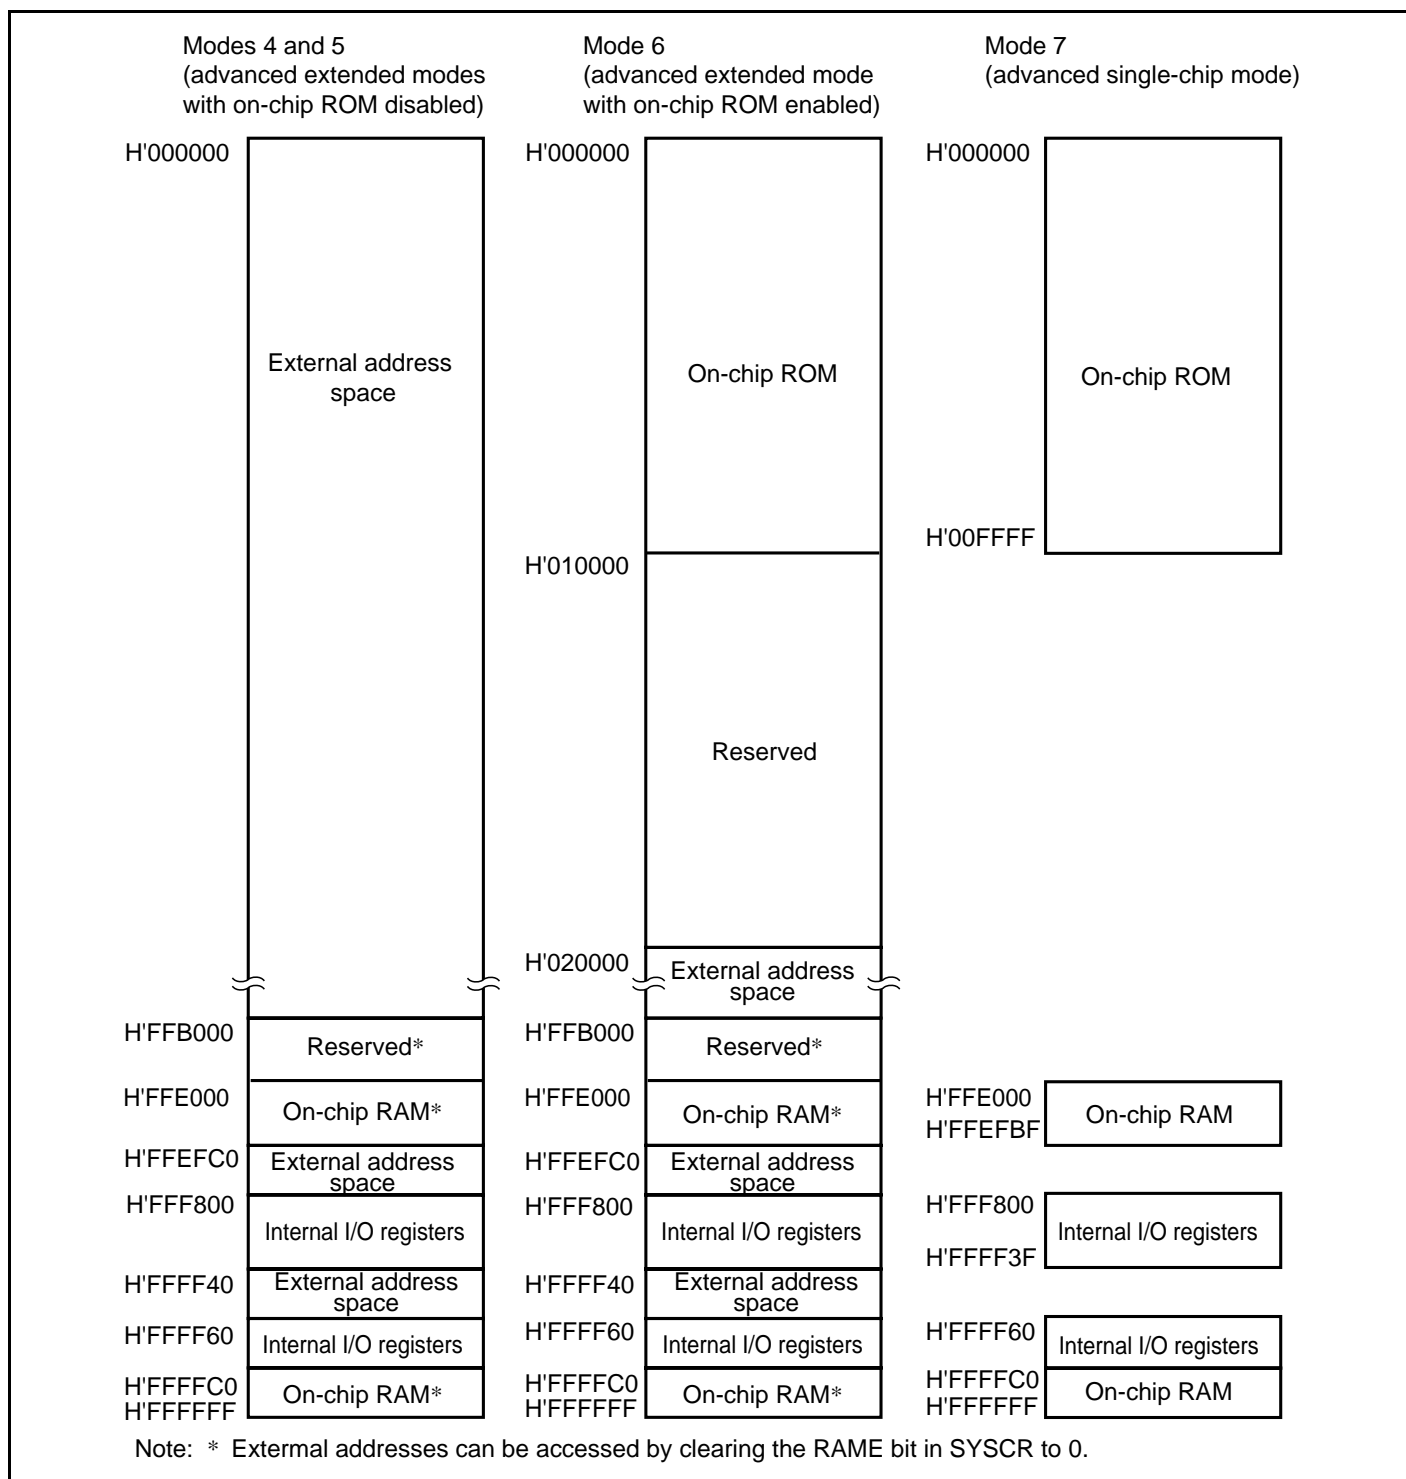 Modes 4 and 5
(advanced extended modes
with on-chip ROM disabled)
H'000000
External address
space
H'FFB000
Reserved*
H'FFE000
On-chip RAM*
H'FFEFC0
External address
space
H'FFF800
Internal I/O registers
H'FFFF40
External address
space
H'FFFF60
Internal I/O registers
H'FFFFC0
On-chip RAM*
H'FFFFFF
Mode 6
(advanced extended mode
with on-chip ROM enabled)
H'000000
On-chip ROM
H'010000
Reserved
H'020000
External address
space
H'FFB000
Reserved*
H'FFE000
On-chip RAM*
H'FFEFC0
External address
space
H'FFF800
Internal I/O registers
H'FFFF40
External address
space
H'FFFF60
Internal I/O registers
H'FFFFC0
On-chip RAM*
H'FFFFFF
Mode 7
(advanced single-chip mode)
H'000000
On-chip ROM
H'00FFFF
H'FFE000
On-chip RAM
H'FFEFBF
H'FFF800
Internal I/O registers
H'FFFF3F
H'FFFF60
Internal I/O registers
H'FFFFC0
On-chip RAM
H'FFFFFF
Note: * Extermal addresses can be accessed by clearing the RAME bit in SYSCR to 0.